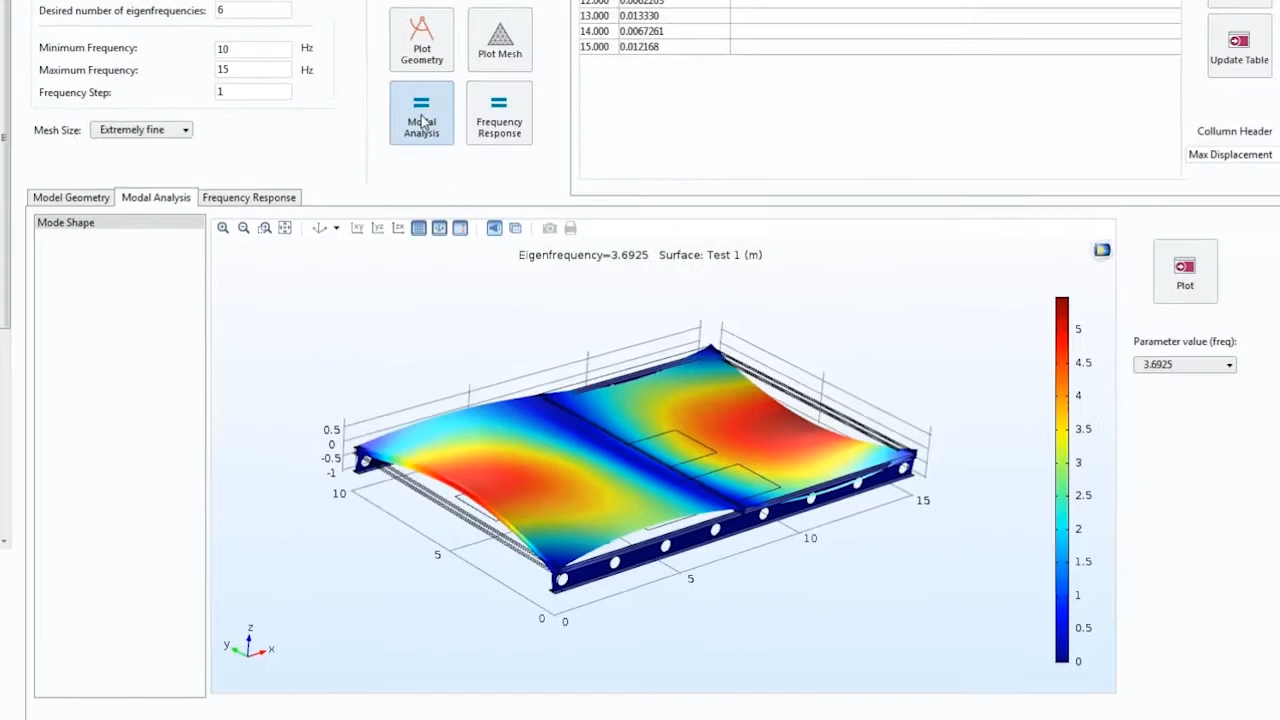 Desired number of eigenfrequencies: 6
Minimum Frequency: 10 Hz
Maximum Frequency: 15 Hz
Frequency Step: 1
Mesh Size: Extremely fine
Plot Geometry
Plot Mesh
Modal Analysis
Frequency Response
13.000 0.013330
14.000 0.0067261
15.000 0.012168
Update Table
Collumn Header
Max Displacement
Model Geometry Modal Analysis Frequency Response
Mode Shape
xy yz zx
Eigenfrequency=3.6925 Surface: Test 1 (m)
Plot
Parameter value (freq):
3.6925
5
4.5
4
3.5
3
2.5
2
1.5
1
0.5
0
0.5
0
-0.5
-1
10
5
0
0
5
10
15
z
y
x